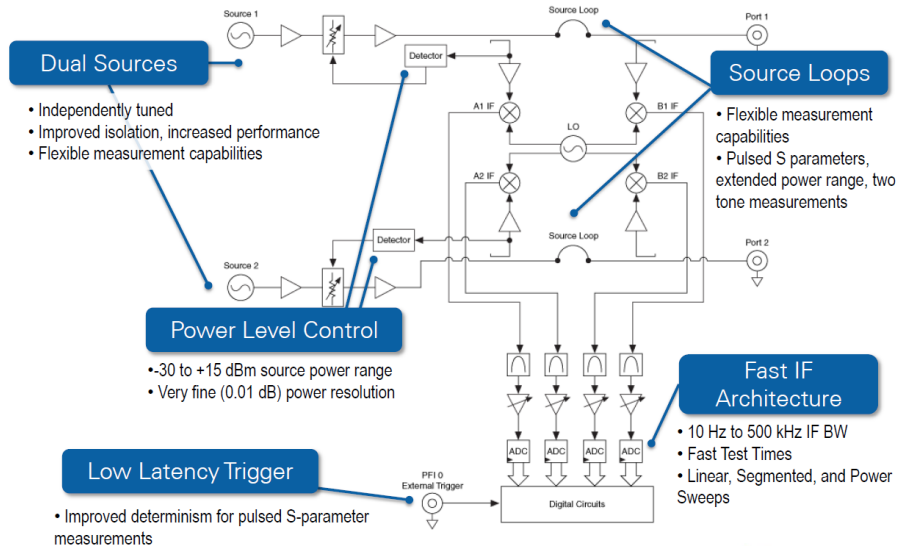 Source 1
Source Loop
Port 1
Dual Sources
• Independently tuned
• Improved isolation, increased performance
• Flexible measurement capabilities
Detector
Source Loops
• Flexible measurement
capabilities
• Pulsed S parameters,
extended power range, two
tone measurements
A1 IF
B1 IF
LO
A2 IF
B2 IF
Detector
Source Loop
Port 2
Source 2
Power Level Control
•-30 to +15 dBm source power range
• Very fine (0.01 dB) power resolution
Fast IF
Architecture
• 10 Hz to 500 kHz IF BW
• Fast Test Times
• Linear, Segmented, and Power
Sweeps
ADC
ADC
ADC
ADC
Low Latency Trigger
• Improved determinism for pulsed S-parameter
measurements
PFI 0
External Trigger
Digital Circuits